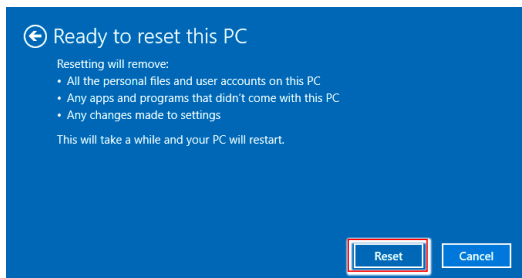 Ready to reset this PC
Resetting will remove:
• All the personal files and user accounts on this PC
• Any apps and programs that didn't come with this PC
• Any changes made to settings
This will take a while and your PC will restart.
Reset
Cancel